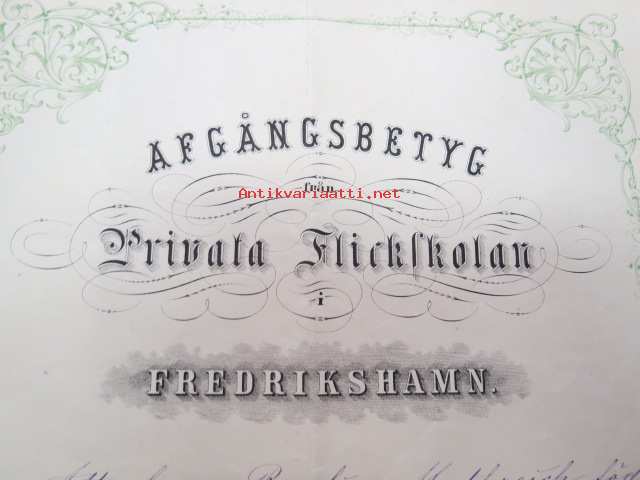 AFGÅNGSBETYG
från
Antikvariaatti.net
Privata Flickſkolan
i
FREDRIKSHAMN.